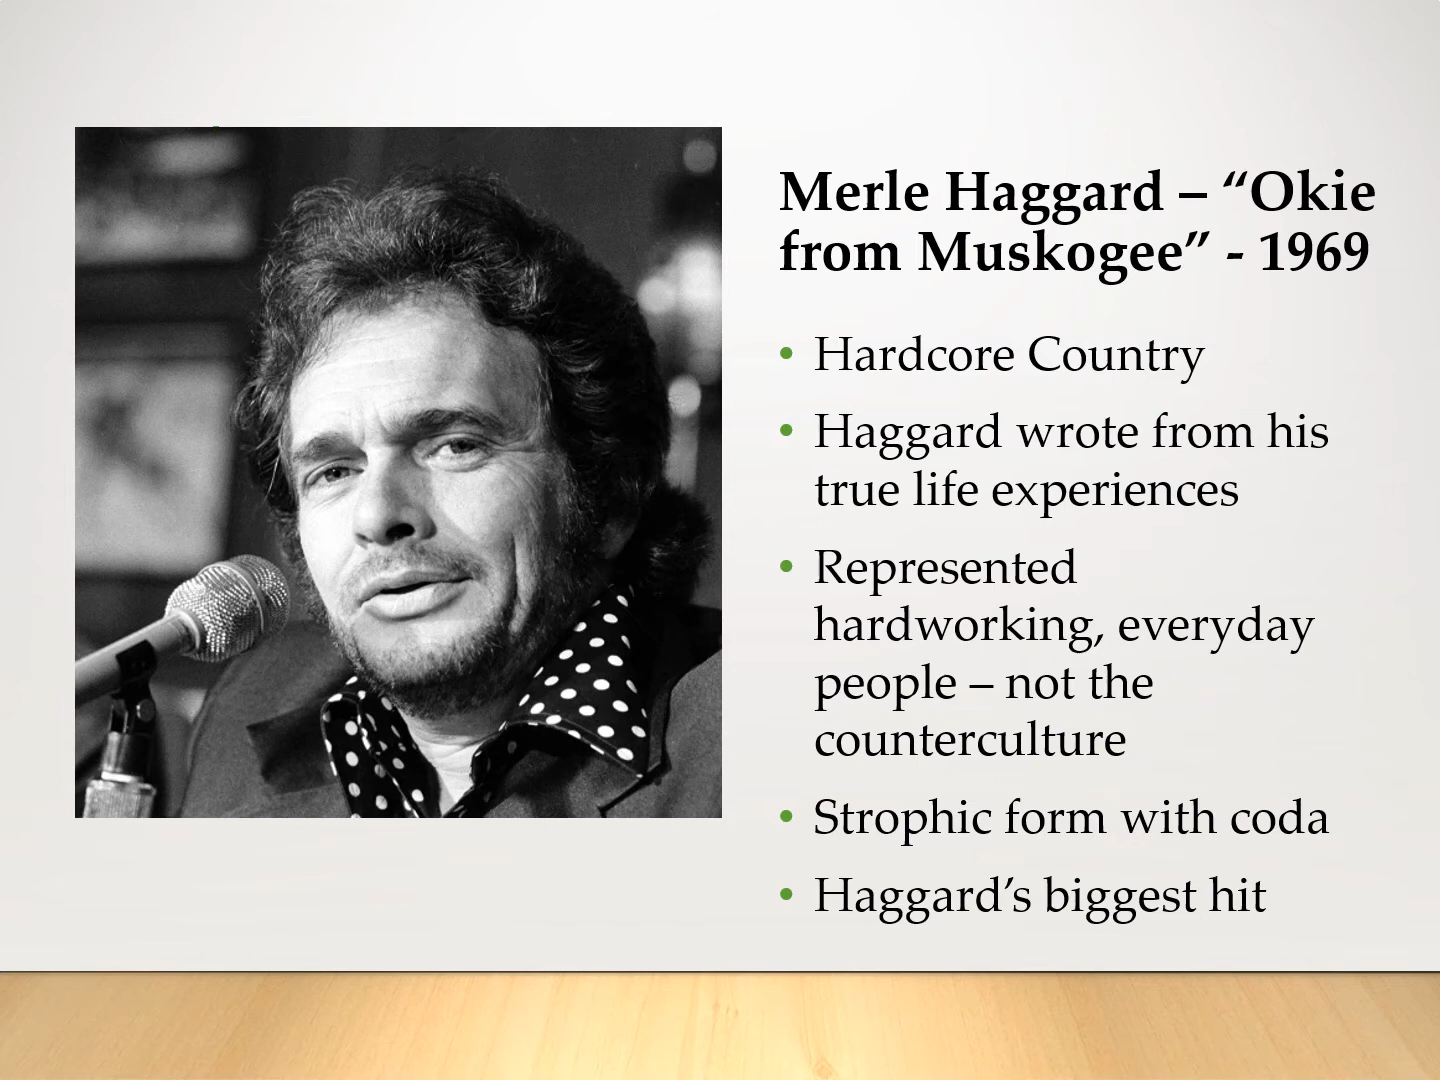 Merle Haggard – “Okie
from Muskogee” - 1969
• Hardcore Country
• Haggard wrote from his
true life experiences
• Represented
hardworking, everyday
people – not the
counterculture
• Strophic form with coda
• Haggard’s biggest hit